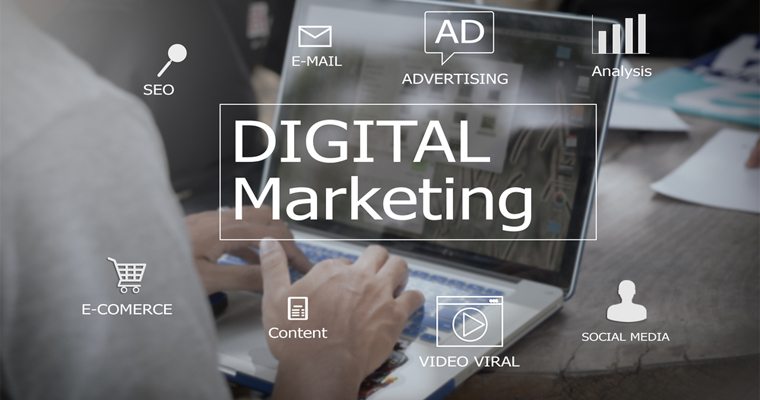 AD
E-MAIL
ADVERTISING
Analysis
SEO
DIGITAL
Marketing
E-COMERCE
Content
VIDEO VIRAL
SOCIAL MEDIA